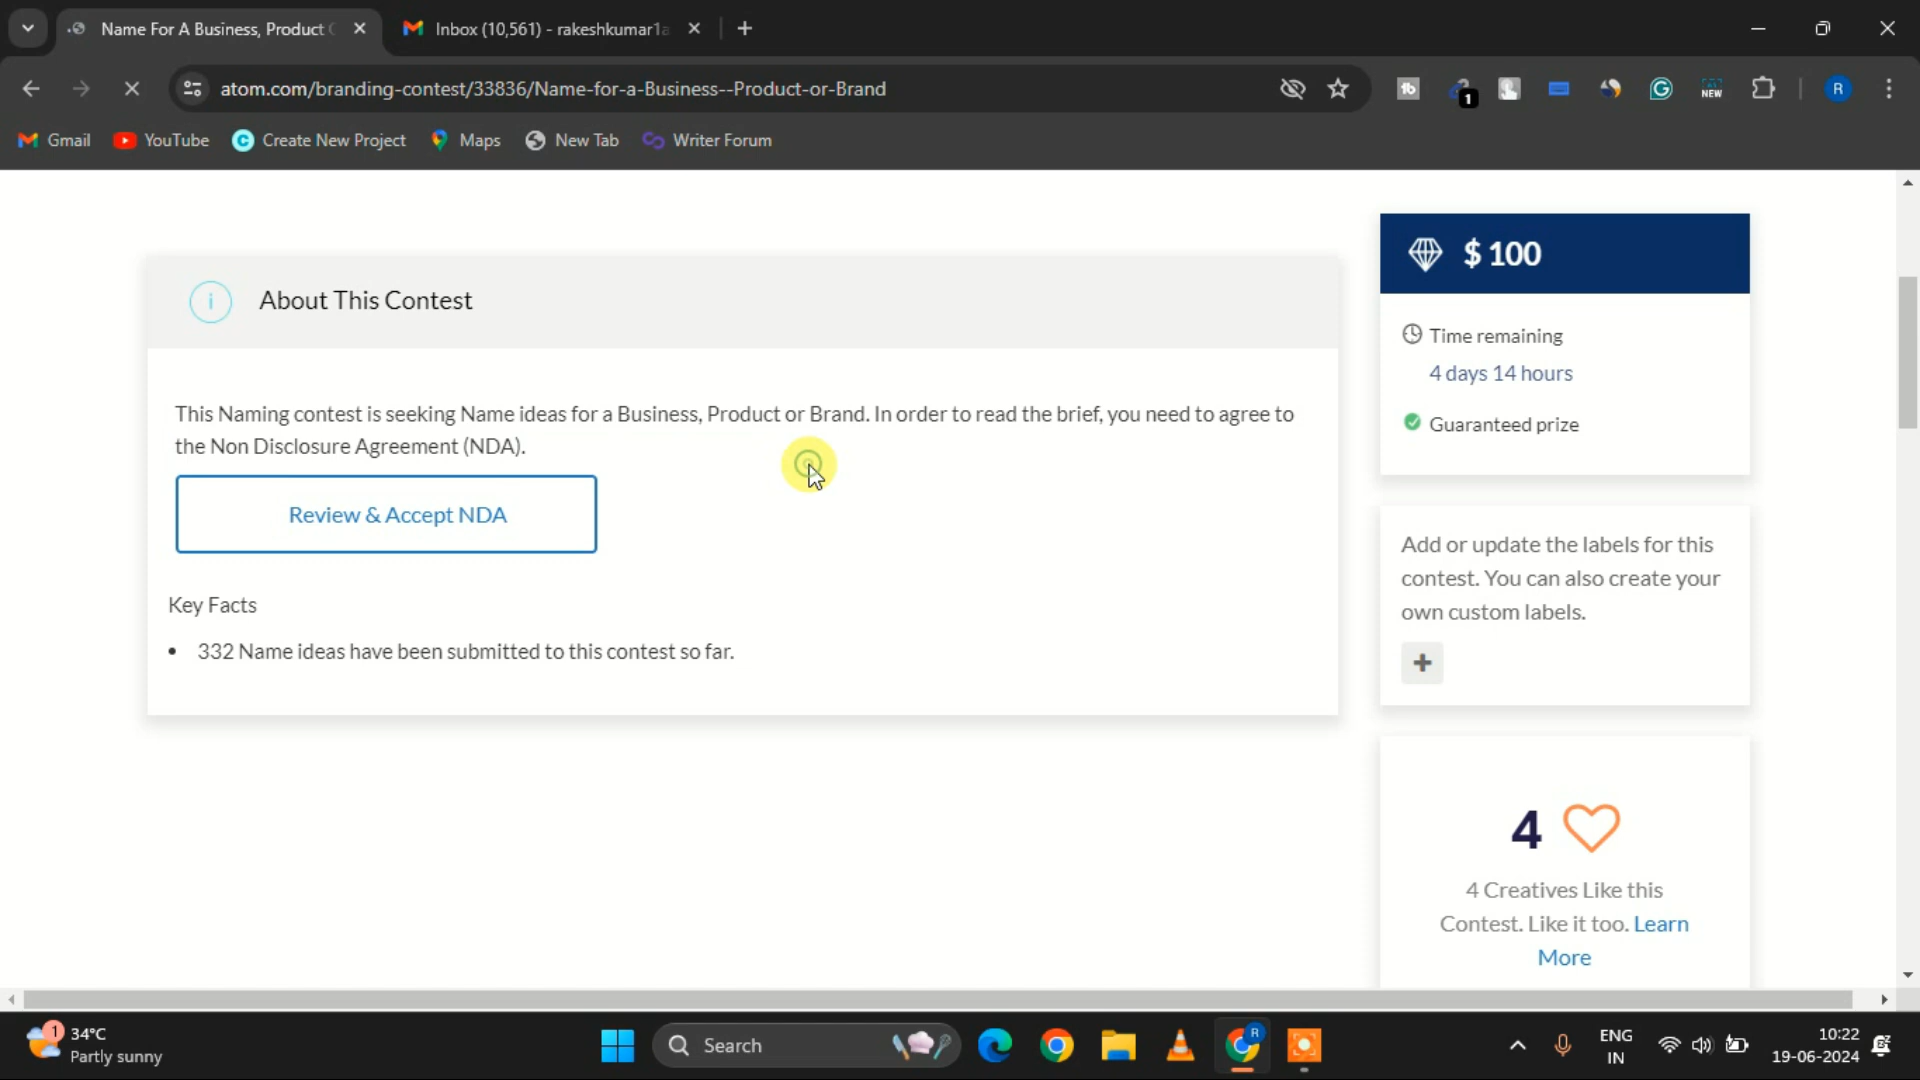 Name For A Business, Product
Inbox (10,561) - rakeshkumar1a
atom.com/branding-contest/33836/Name-for-a-Business--Product-or-Brand
1
NEW
R
Gmail
YouTube
Create New Project
Maps
New Tab
Writer Forum
About This Contest
This Naming contest is seeking Name ideas for a Business, Product or Brand. In order to read the brief, you need to agree to
the Non Disclosure Agreement (NDA).
Review & Accept NDA
Key Facts
• 332 Name ideas have been submitted to this contest so far.
$ 100
Time remaining
4 days 14 hours
Guaranteed prize
Add or update the labels for this
contest. You can also create your
own custom labels.
+
4
4 Creatives Like this
Contest. Like it too. Learn
More
1
34°C
Partly sunny
Search
R
ENG
IN
10:22
19-06-2024